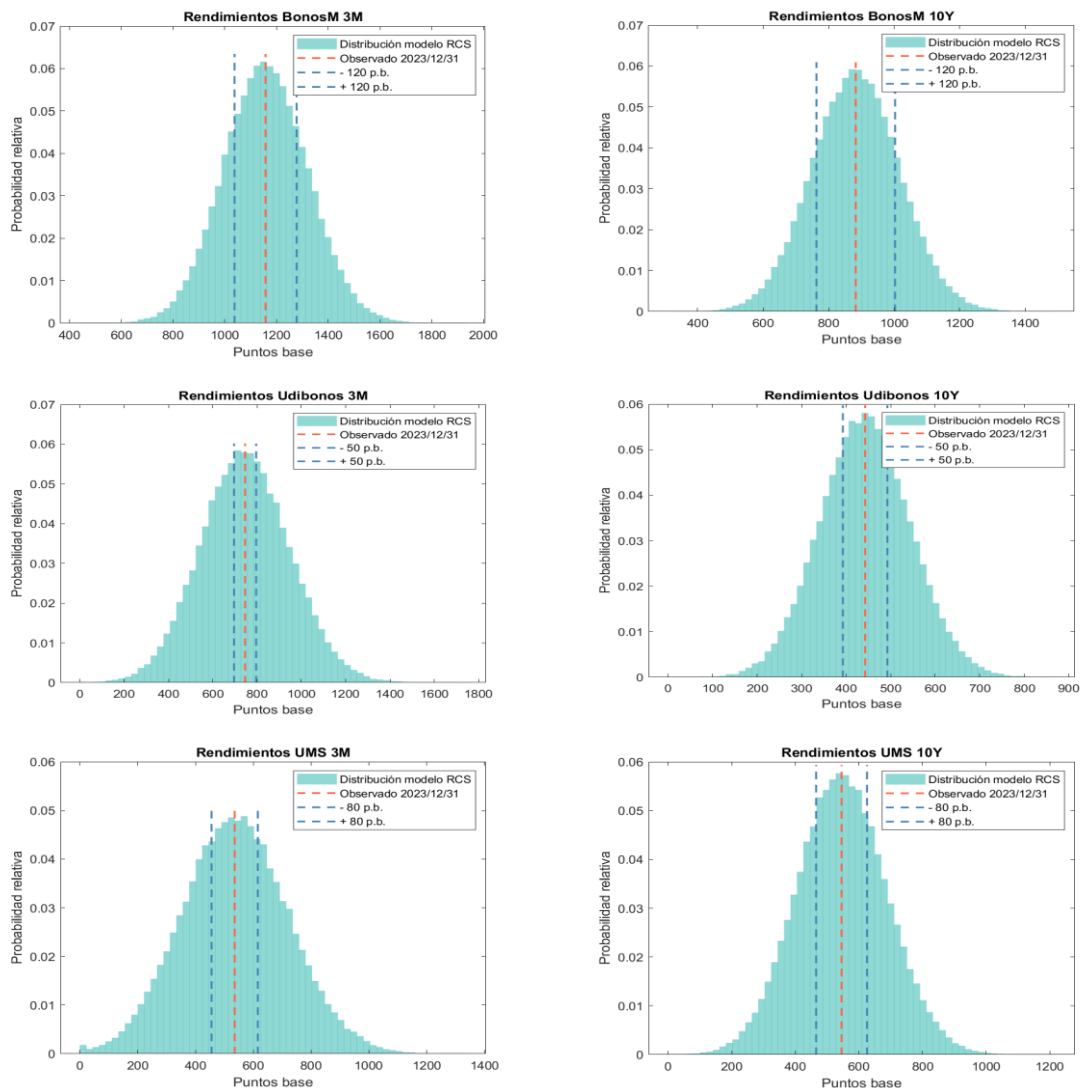 Rendimientos BonosM 3M
0.07
0.06
0.05
0.04
0.03
0.02
0.01
0
Probabilidad relativa
Distribución modelo RCS
Observado 2023/12/31
- 120 p.b.
+ 120 p.b.
400 600 800 1000 1200 1400 1600 1800 2000
Puntos base
Rendimientos BonosM 10Y
0.07
0.06
0.05
0.04
0.03
0.02
0.01
0
Probabilidad relativa
Distribución modelo RCS
Observado 2023/12/31
- 120 p.b.
+ 120 p.b.
400 600 800 1000 1200 1400
Puntos base
Rendimientos Udibonos 3M
0.07
0.06
0.05
0.04
0.03
0.02
0.01
0
Probabilidad relativa
Distribución modelo RCS
Observado 2023/12/31
- 50 p.b.
+ 50 p.b.
0 200 400 600 800 1000 1200 1400 1600 1800
Puntos base
Rendimientos Udibonos 10Y
0.06
0.05
0.04
0.03
0.02
0.01
0
Probabilidad relativa
Distribución modelo RCS
Observado 2023/12/31
- 50 p.b.
+ 50 p.b.
0 100 200 300 400 500 600 700 800 900
Puntos base
Rendimientos UMS 3M
0.06
0.05
0.04
0.03
0.02
0.01
0
Probabilidad relativa
Distribución modelo RCS
Observado 2023/12/31
- 80 p.b.
+ 80 p.b.
0 200 400 600 800 1000 1200 1400
Puntos base
Rendimientos UMS 10Y
0.06
0.05
0.04
0.03
0.02
0.01
0
Probabilidad relativa
Distribución modelo RCS
Observado 2023/12/31
- 80 p.b.
+ 80 p.b.
0 200 400 600 800 1000 1200
Puntos base